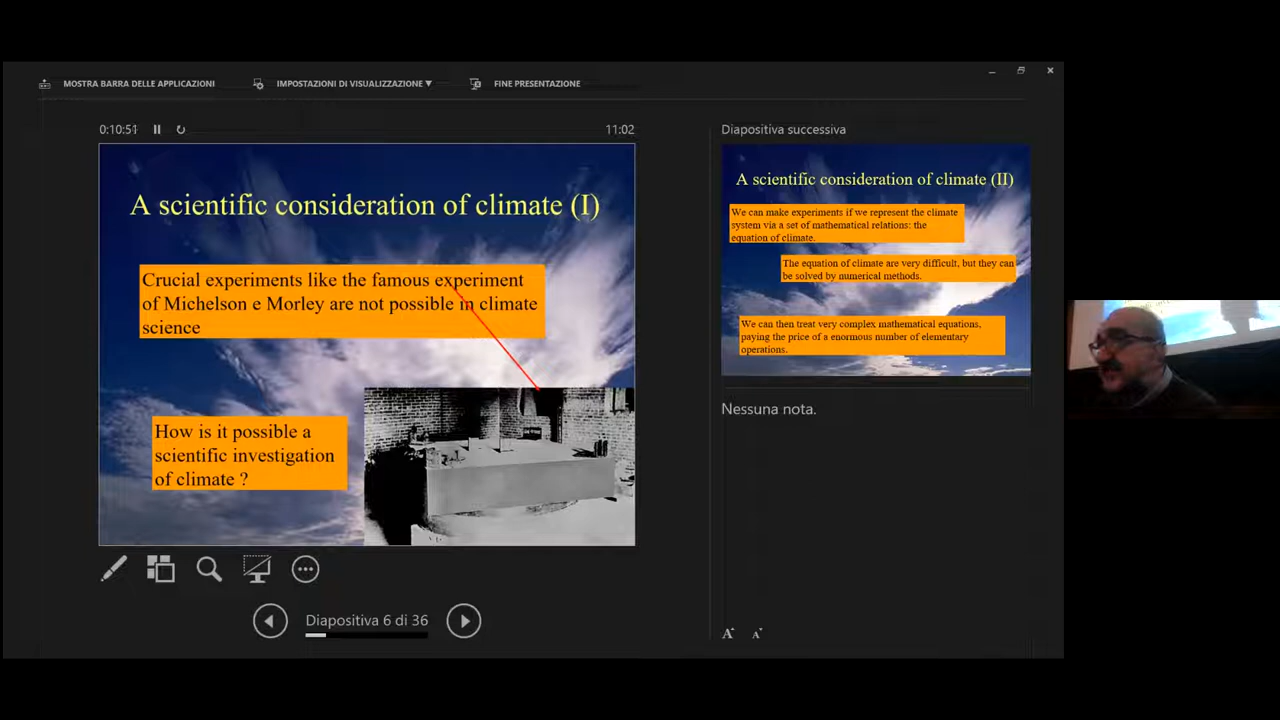 MOSTRA BARRA DELLE APPLICAZIONI
IMPOSTAZIONI DI VISUALIZZAZIONE ▼
FINE PRESENTAZIONE
0:10:51
11:02
A scientific consideration of climate (I)
Crucial experiments like the famous experiment
of Michelson e Morley are not possible in climate
science
How is it possible a
scientific investigation
of climate ?
Diapositiva 6 di 36
Diapositiva successiva
A scientific consideration of climate (II)
We can make experiments if we represent the climate
system via a set of mathematical relations: the
equation of climate.
The equation of climate are very difficult, but they can
be solved by numerical methods.
We can then treat very complex mathematical equations,
paying the price of a enormous number of elementary
operations.
Nessuna nota.
A A